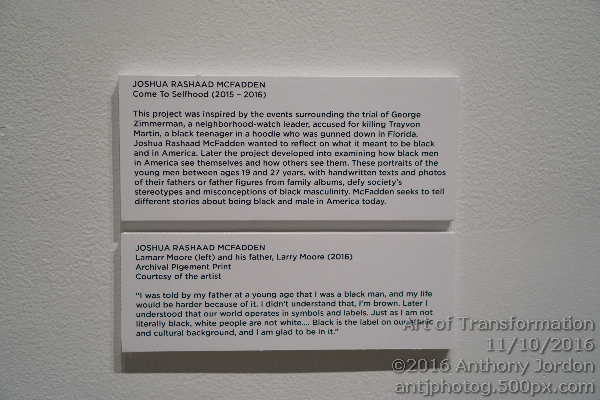 JOSHUA RASHAAD MCFADDEN
Come To Selfhood (2015 – 2016)
This project was inspired by the events surrounding the trial of George
Zimmerman, a neighborhood-watch leader, accused for killing Trayvon
Martin, a black teenager in a hoodie who was gunned down in Florida.
Joshua Rashaad McFadden wanted to reflect on what it meant to be black
and in America. Later the project developed into examining how black men
in America see themselves and how others see them. These portraits of the
young men between ages 19 and 27 years, with handwritten texts and photos
of their fathers or father figures from family albums, defy society's
stereotypes and misconceptions of black masculinity. McFadden seeks to tell
different stories about being black and male in America today.
JOSHUA RASHAAD MCFADDEN
Lamarr Moore (left) and his father, Larry Moore (2016)
Archival Pigement Print
Courtesy of the artist
"I was told by my father at a young age that I was a black man, and my life
would be harder because of it. I didn't understand that, I'm brown. Later I
understood that our world operates in symbols and labels. Just as I am not
literally black, white people are not white.... Black is the label on our
and cultural background, and I am glad to be in it."
Art of Transformation
11/10/2016
©2016 Anthony Jordon
antjphotog.500px.com